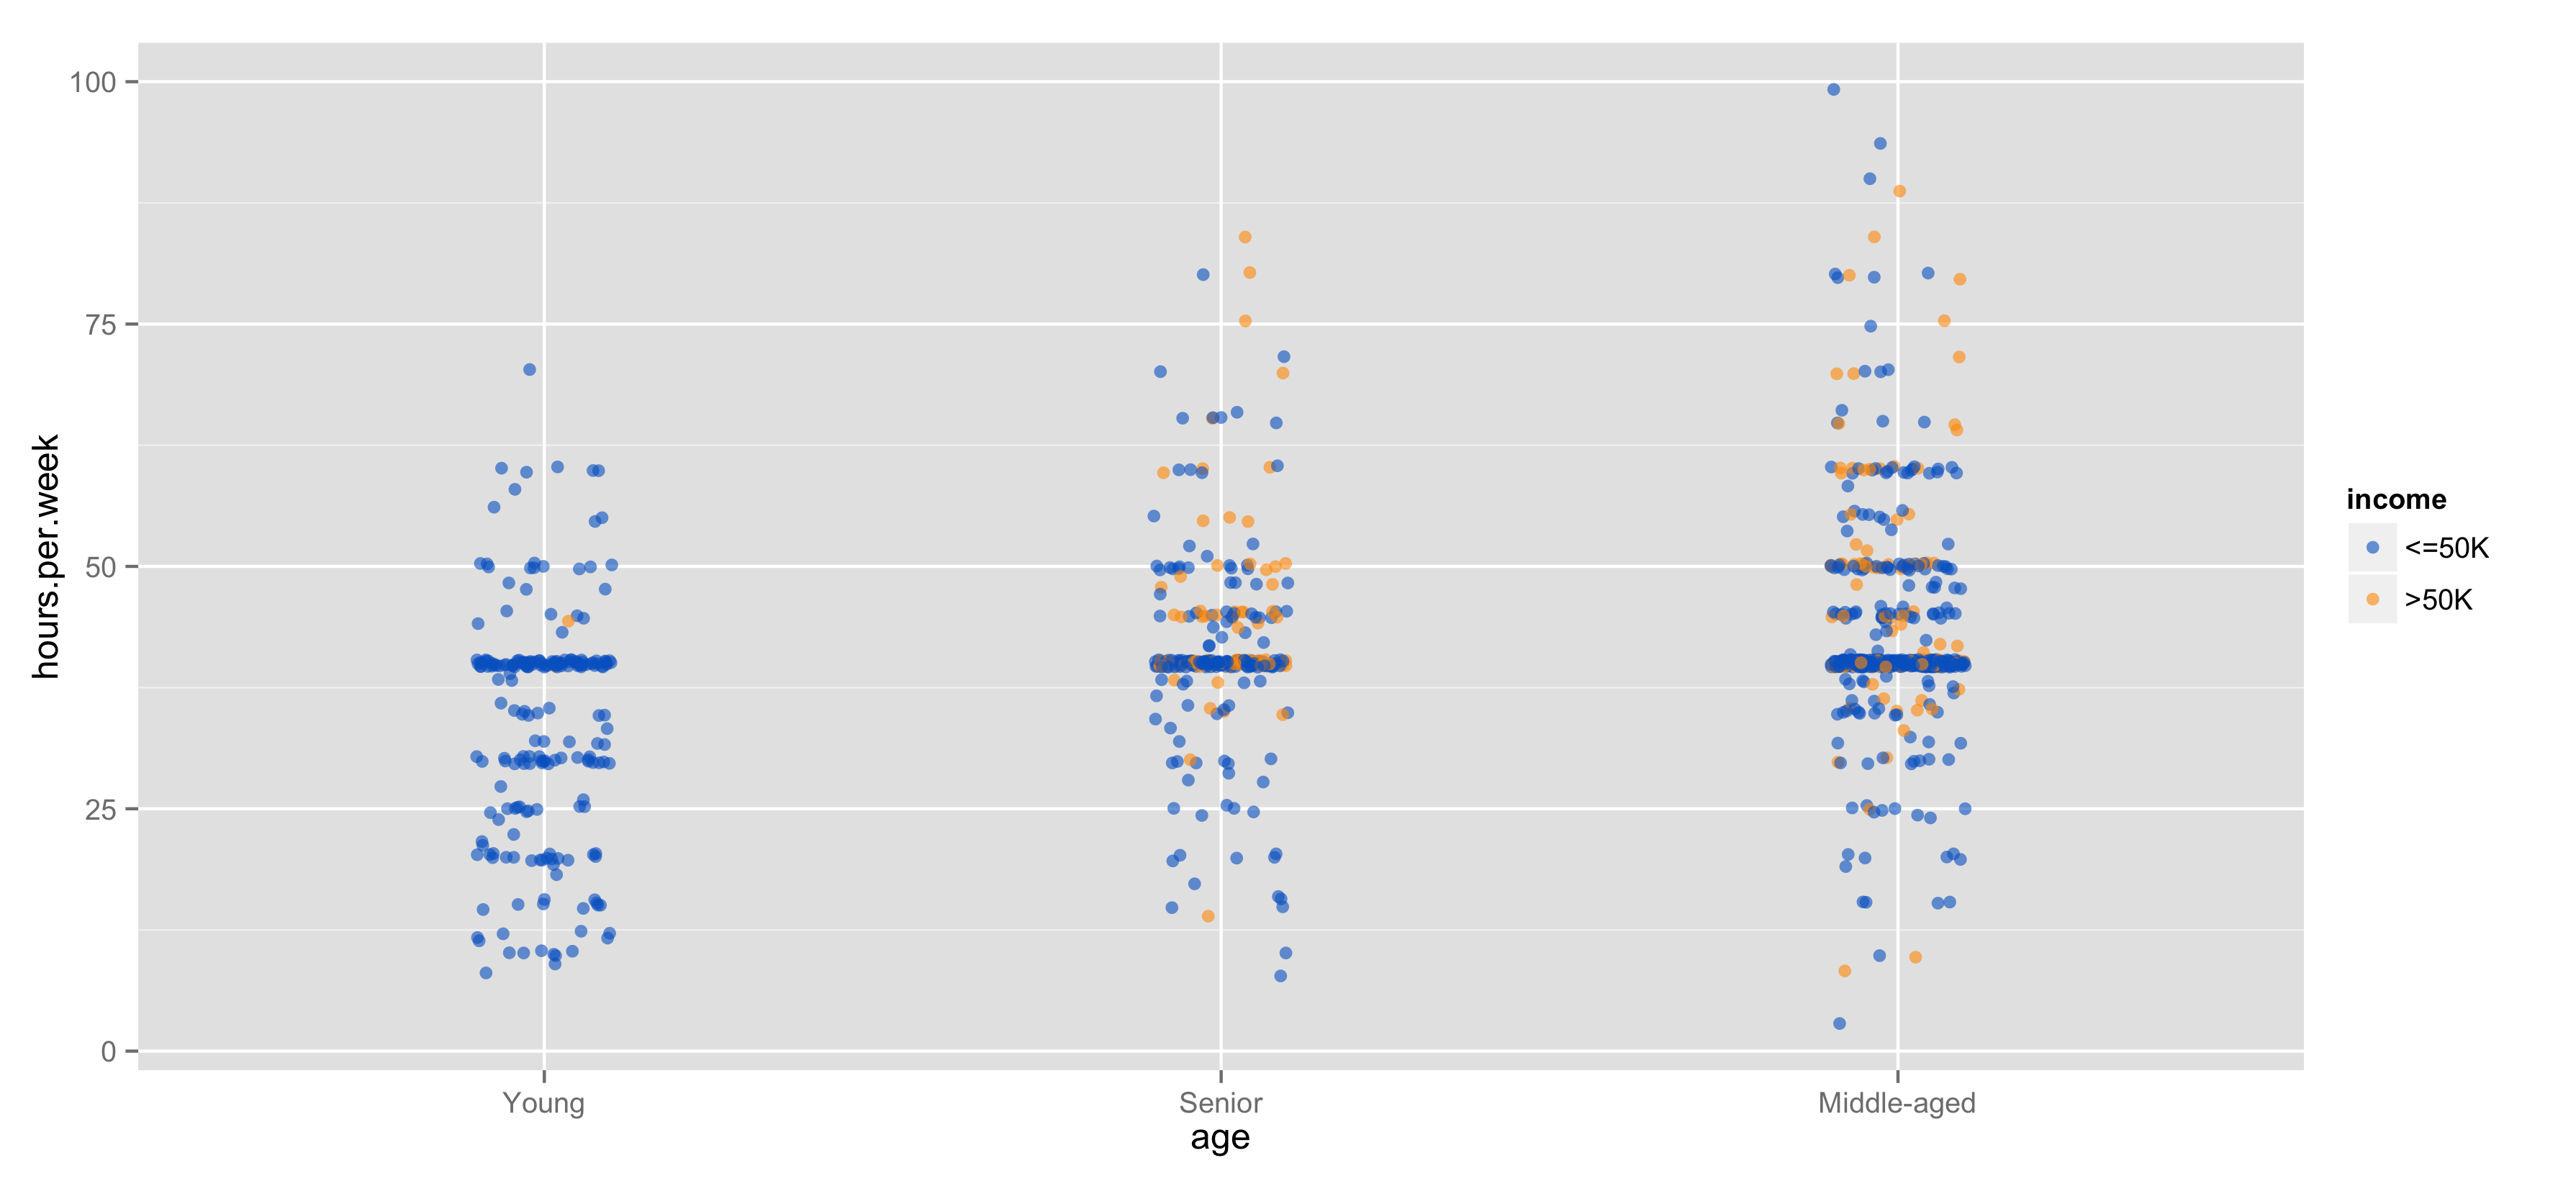 100
75
50
25
0
hours.per.week
Young
Senior
Middle-aged
age
income
<=50K
>50K